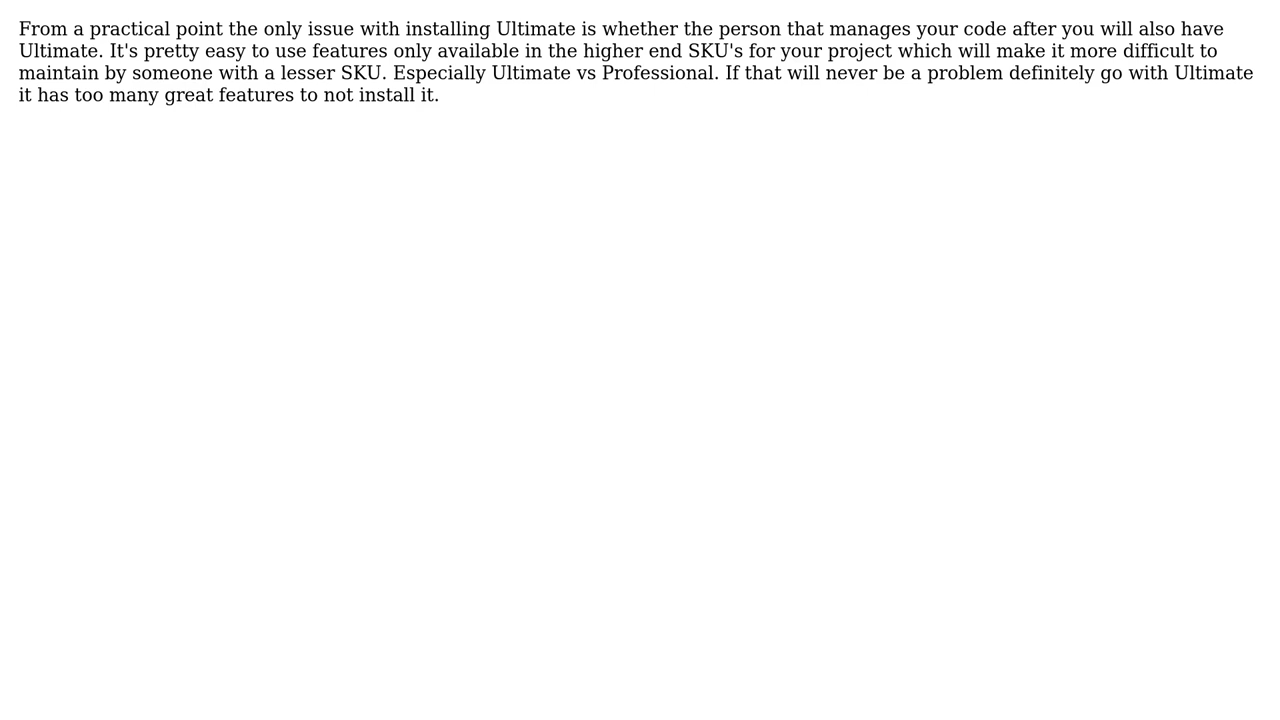 From a practical point the only issue with installing Ultimate is whether the person that manages your code after you will also have
Ultimate. It's pretty easy to use features only available in the higher end SKU's for your project which will make it more difficult to
maintain by someone with a lesser SKU. Especially Ultimate vs Professional. If that will never be a problem definitely go with Ultimate
it has too many great features to not install it.